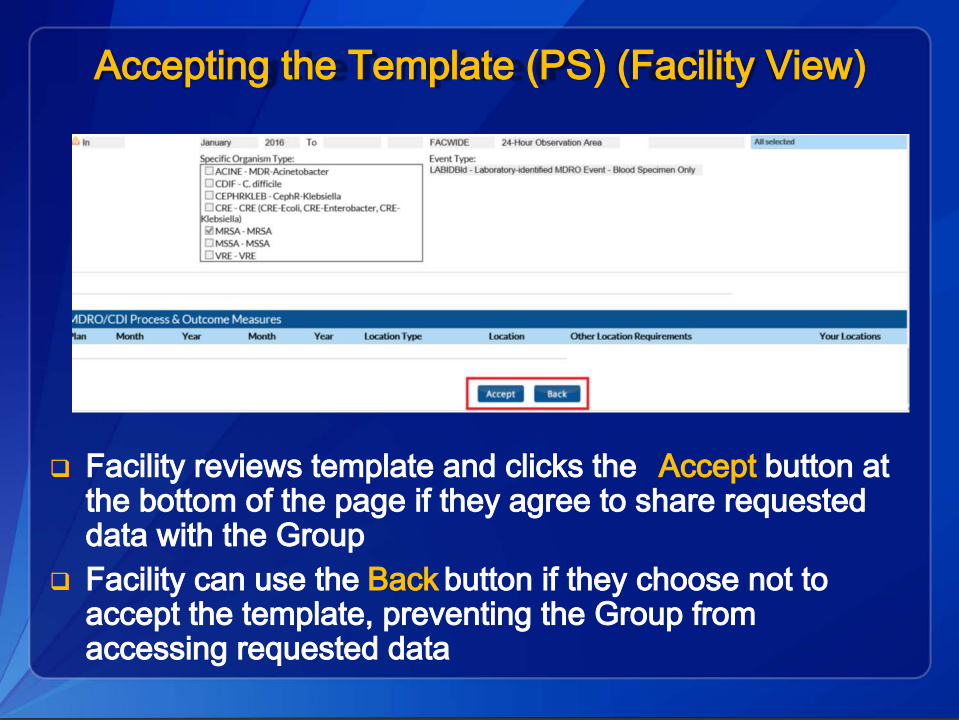 Accepting the Template (PS) (Facility View)
In January 2016 To FACWIDE 24-Hour Observation Area All selected
Specific Organism Type: Event Type:
ACINE - MDR-Acinetobacter LABIDBld - Laboratory-identified MDRO Event - Blood Specimen Only
CDIF - C. difficile
CEPHRKLEB - CephR-Klebsiella
CRE - CRE (CRE-Ecoli, CRE-Enterobacter, CRE-
Klebsiella)
MRSA - MRSA
MSSA - MSSA
VRE - VRE
MDRO/CDI Process & Outcome Measures
Plan Month Year Month Year Location Type Location Other Location Requirements Your Locations
Accept Back
Facility reviews template and clicks the Accept button at
the bottom of the page if they agree to share requested
data with the Group
Facility can use the Back button if they choose not to
accept the template, preventing the Group from
accessing requested data